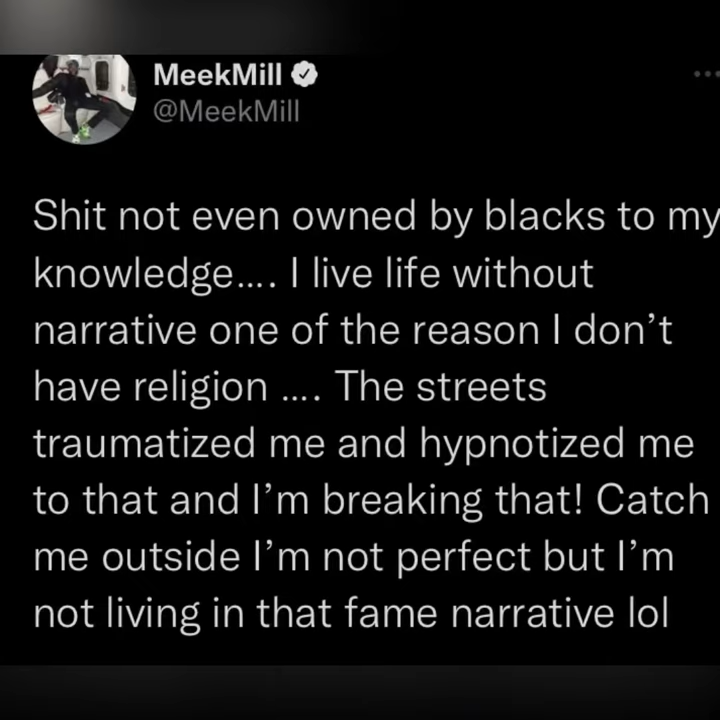 MeekMill
@MeekMill
Shit not even owned by blacks to my
knowledge.... I live life without
narrative one of the reason I don’t
have religion .... The streets
traumatized me and hypnotized me
to that and I’m breaking that! Catch
me outside I’m not perfect but I’m
not living in that fame narrative lol